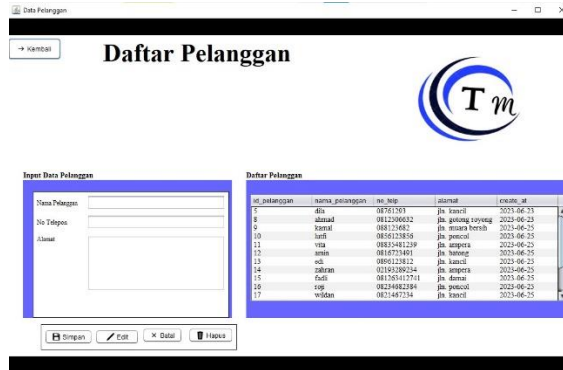 Data Pelanggan
→ Kembali
Daftar Pelanggan
T m
Input Data Pelanggan
Daftar Pelanggan
Nama Pelanggan
No Telepon
Alamat
id_pelanggan nama_pelanggan no_telp alamat create_at
5 dila 08761293 jln. kancil 2023-06-23
8 ahmad 0812506632 jln. gotong royong 2023-06-23
9 kamal 088123682 jln. muara bersih 2023-06-25
10 lutfi 0856123856 jln. poncol 2023-06-25
11 vita 08835481239 jln. ampera 2023-06-25
12 amin 0816723491 jln. batong 2023-06-25
13 edi 0896123812 jln. kancil 2023-06-25
14 zahran 02193289234 jln. ampera 2023-06-25
15 fadli 081263412741 jln. damai 2023-06-25
16 roji 08234682384 jln. poncol 2023-06-25
17 wildan 0821467234 jln. kancil 2023-06-25
Simpan Edit × Batal Hapus